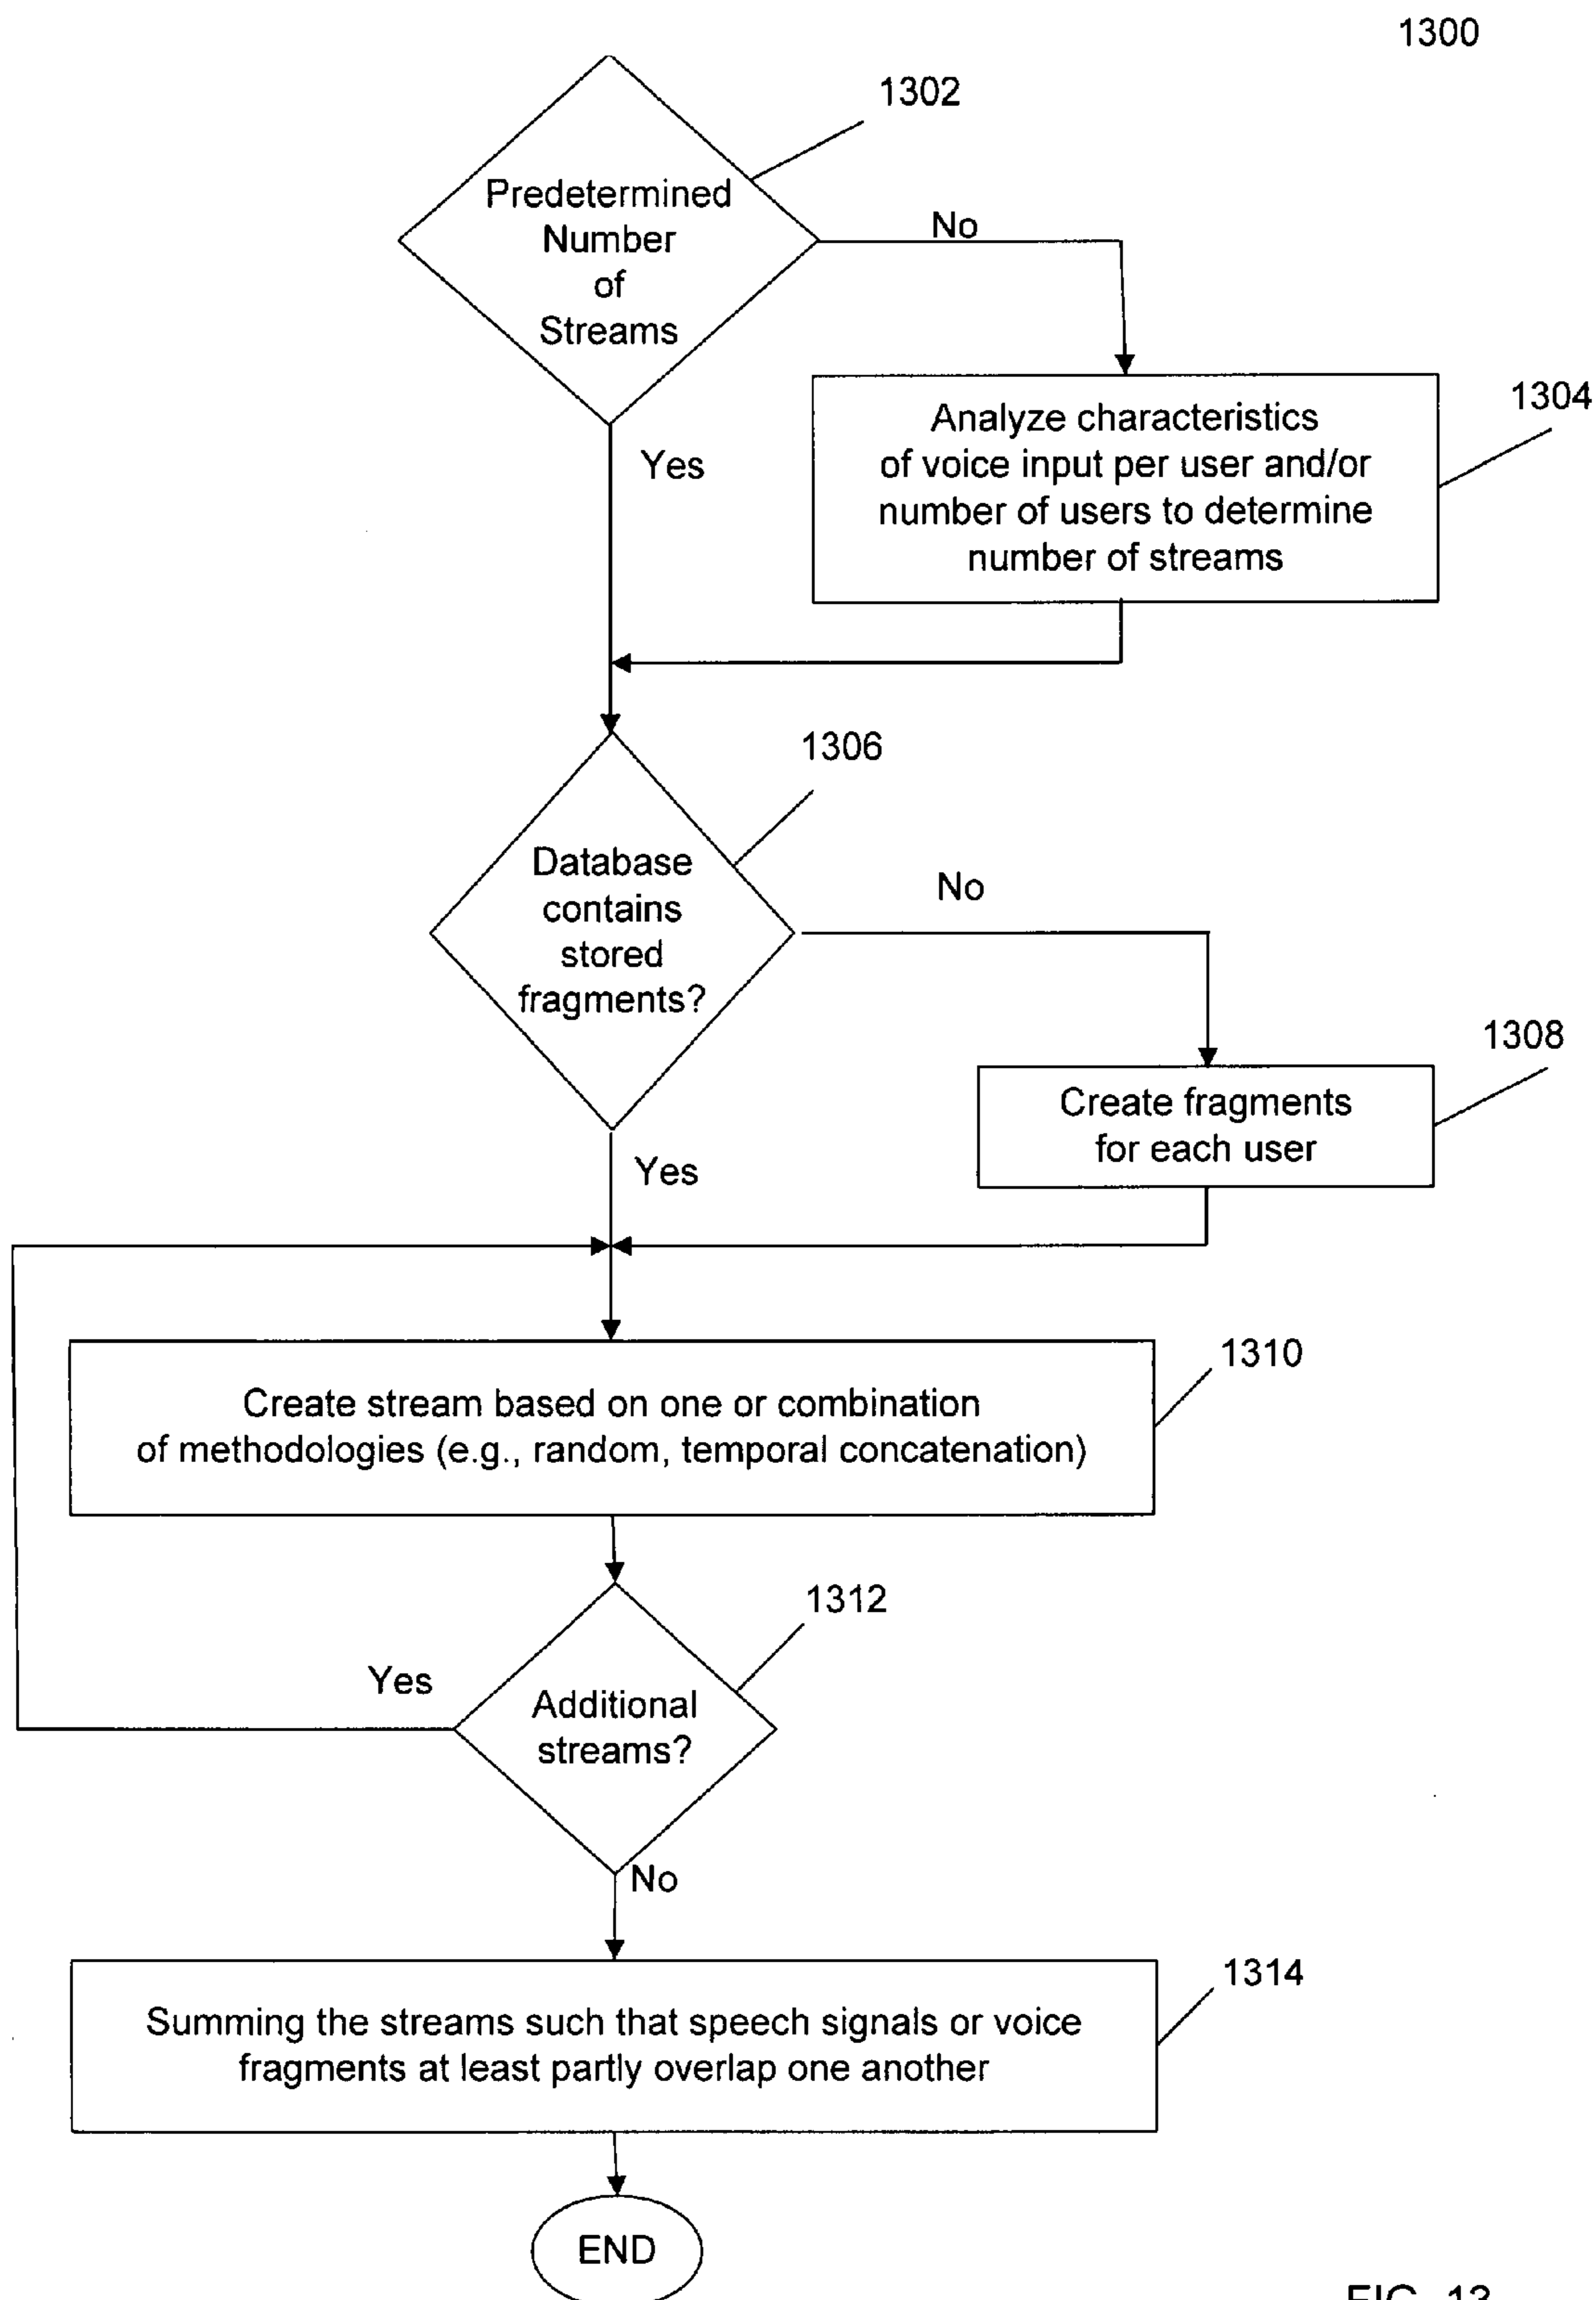 1300
1302
Predetermined
Number
of
Streams
No
Yes
1304
Analyze characteristics
of voice input per user and/or
number of users to determine
number of streams
1306
Database
contains
stored
fragments?
No
Yes
1308
Create fragments
for each user
1310
Create stream based on one or combination
of methodologies (e.g., random, temporal concatenation)
1312
Additional
streams?
Yes
No
1314
Summing the streams such that speech signals or voice
fragments at least partly overlap one another
END
FIG. 13